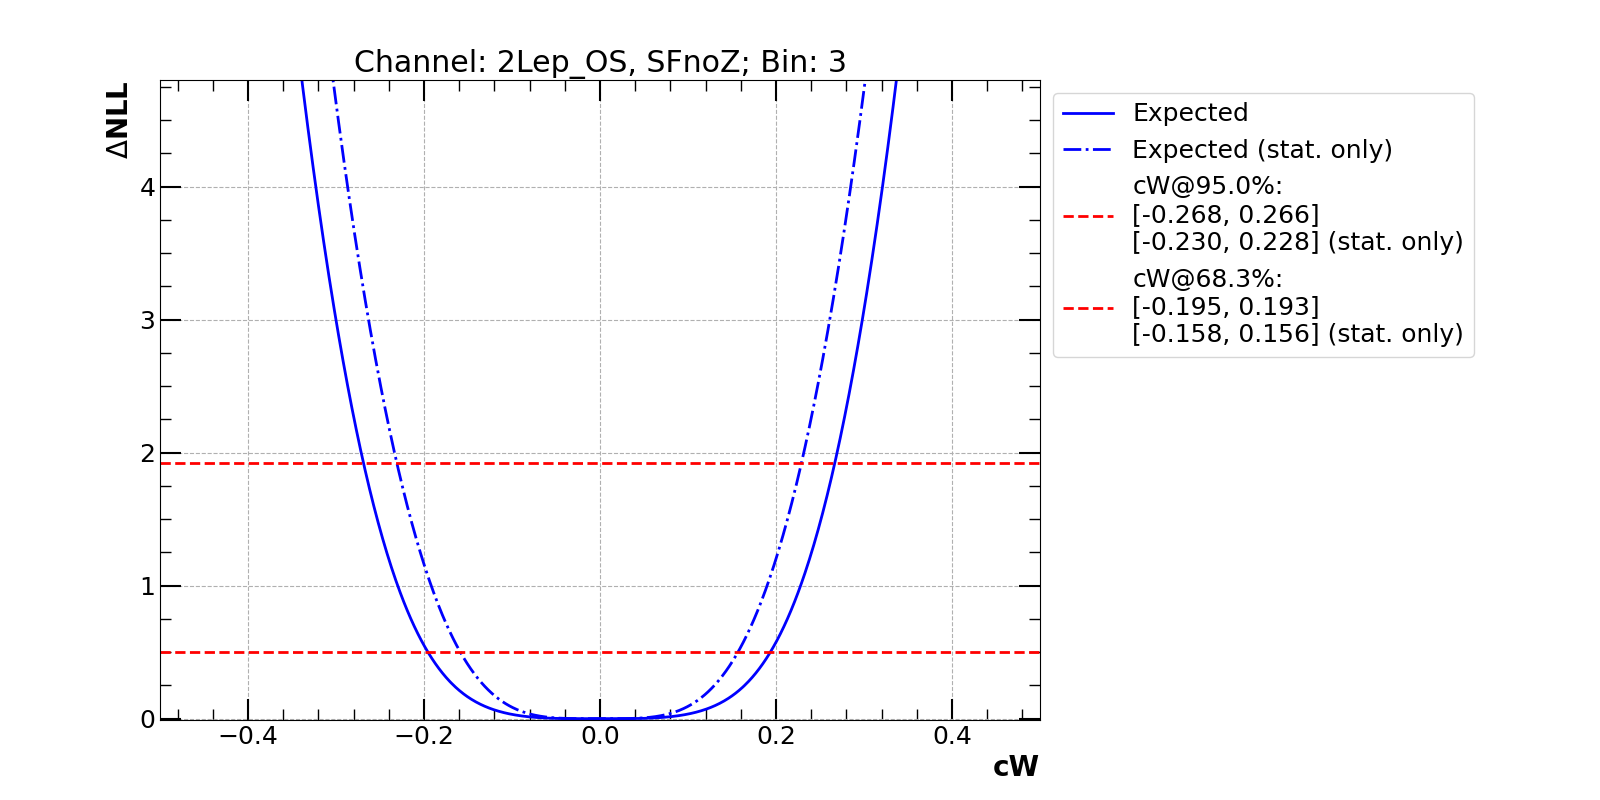 Channel: 2Lep_OS, SFnoZ; Bin: 3
ΔNLL
4
3
2
1
0
−0.4
−0.2
0.0
0.2
0.4
cW
Expected
Expected (stat. only)
cW@95.0%:
[-0.268, 0.266]
[-0.230, 0.228] (stat. only)
cW@68.3%:
[-0.195, 0.193]
[-0.158, 0.156] (stat. only)